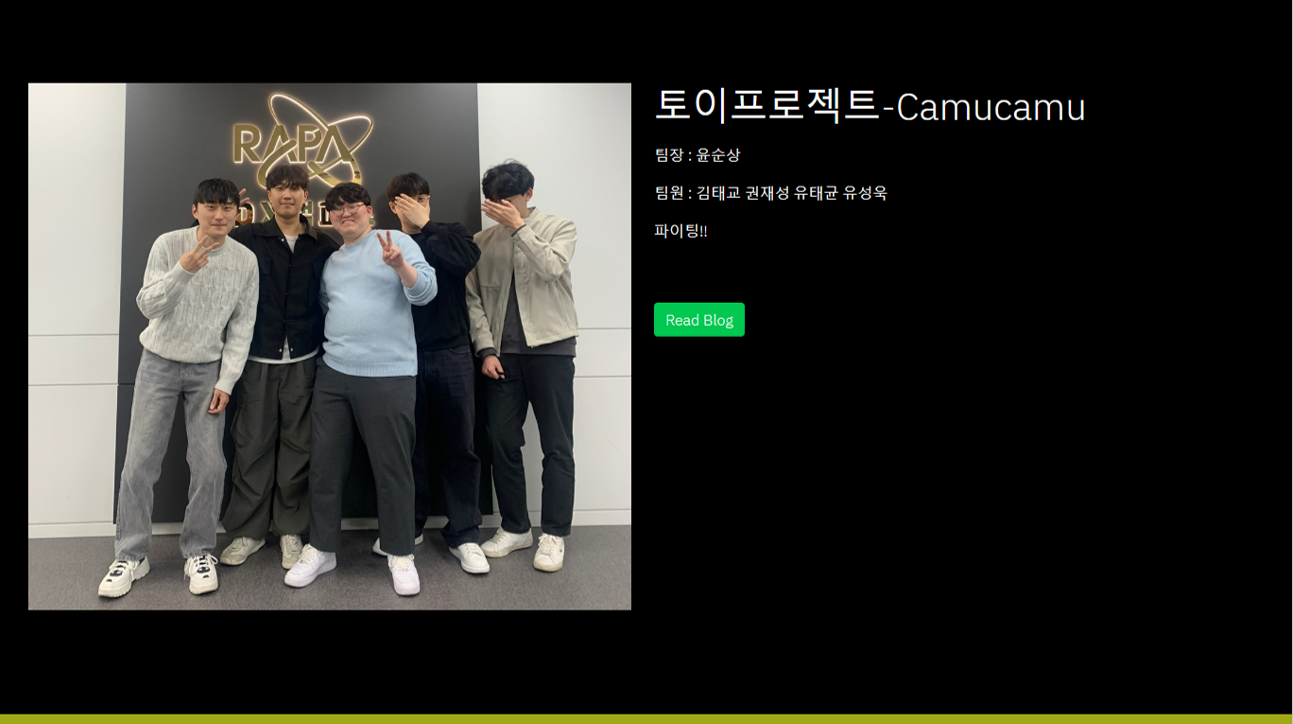 RAPA
토이프로젝트-Camucamu
팀장 : 윤순상
팀원 : 김태교 권재성 유태균 유성욱
파이팅!!
Read Blog